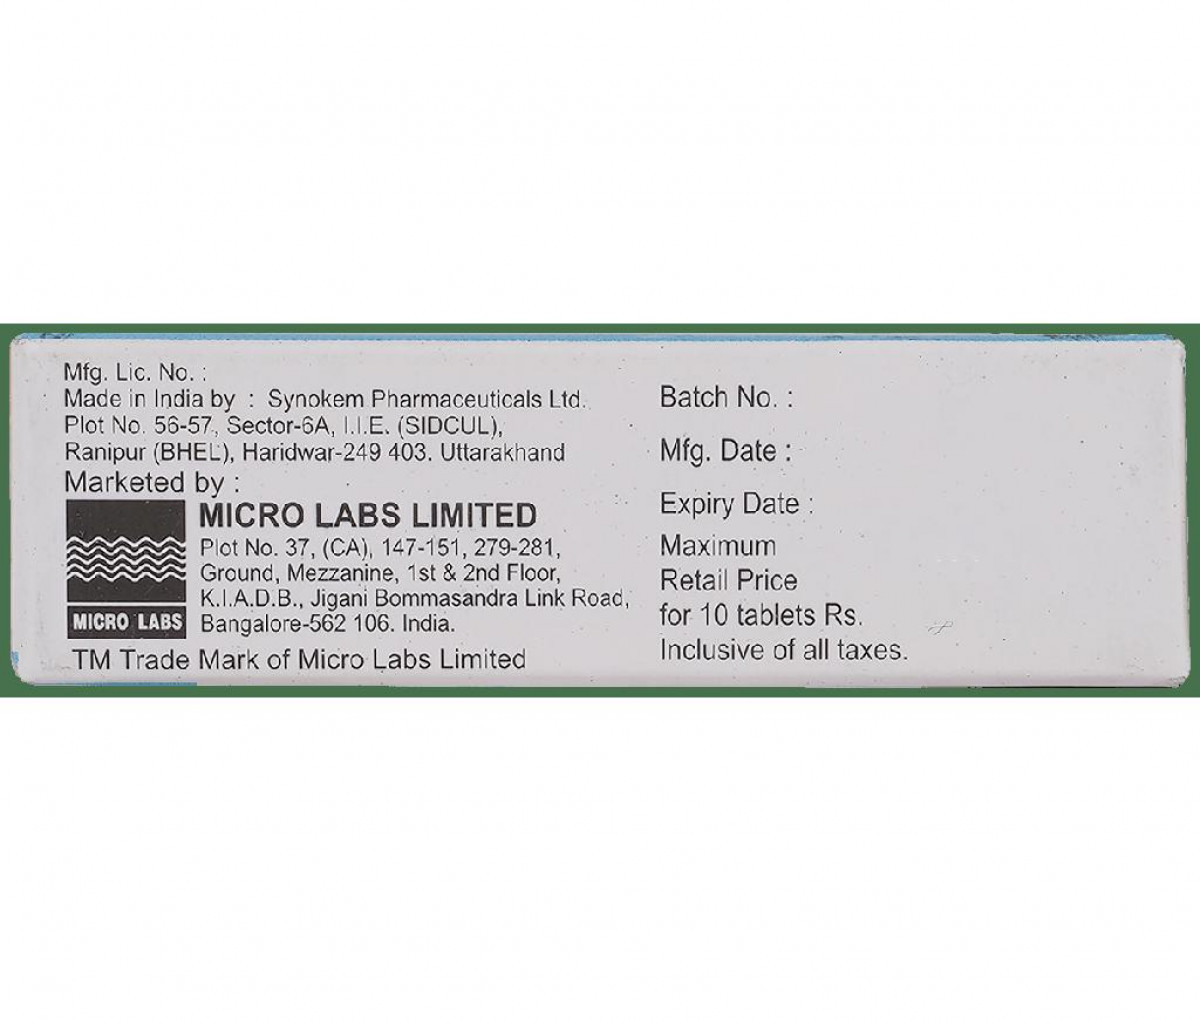 Mfg. Lic. No. :
Made in India by : Synokem Pharmaceuticals Ltd.
Plot No. 56-57, Sector-6A, I.I.E. (SIDCUL),
Ranipur (BHEL), Haridwar-249 403. Uttarakhand
Marketed by :
MICRO LABS LIMITED
Plot No. 37, (CA), 147-151, 279-281,
Ground, Mezzanine, 1st & 2nd Floor,
K.I.A.D.B., Jigani Bommasandra Link Road,
Bangalore-562 106. India.
MICRO LABS
TM Trade Mark of Micro Labs Limited
Batch No. :
Mfg. Date :
Expiry Date :
Maximum
Retail Price
for 10 tablets Rs.
Inclusive of all taxes.